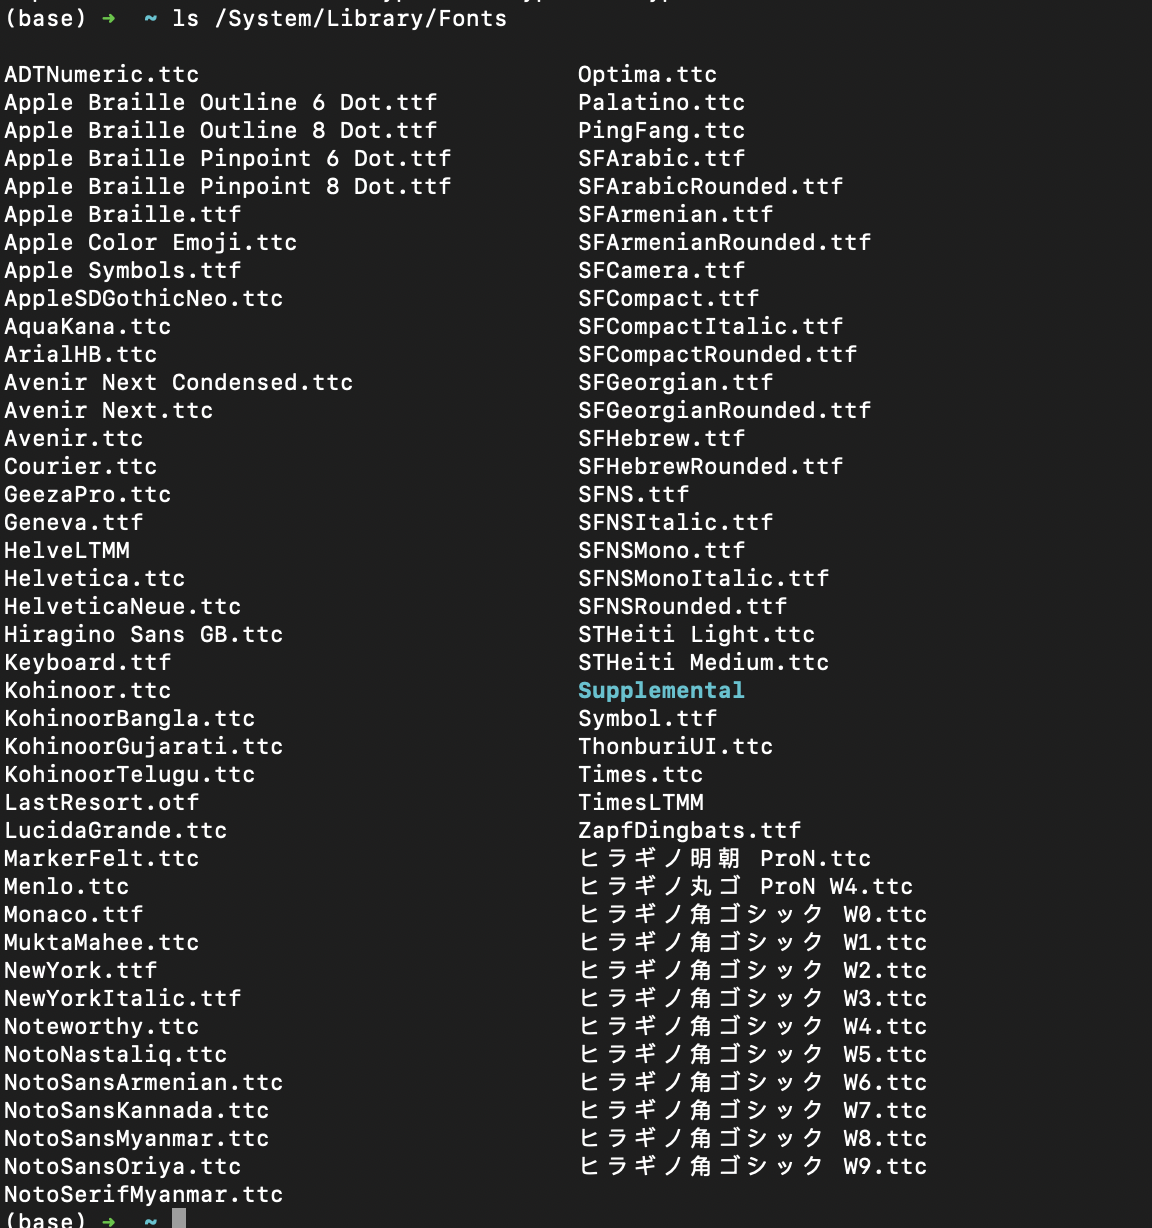 (base) ➜ ~ ls /System/Library/Fonts
ADTNumeric.ttc
Apple Braille Outline 6 Dot.ttf
Apple Braille Outline 8 Dot.ttf
Apple Braille Pinpoint 6 Dot.ttf
Apple Braille Pinpoint 8 Dot.ttf
Apple Braille.ttf
Apple Color Emoji.ttc
Apple Symbols.ttf
AppleSDGothicNeo.ttc
AquaKana.ttc
ArialHB.ttc
Avenir Next Condensed.ttc
Avenir Next.ttc
Avenir.ttc
Courier.ttc
GeezaPro.ttc
Geneva.ttf
HelveLTMM
Helvetica.ttc
HelveticaNeue.ttc
Hiragino Sans GB.ttc
Keyboard.ttf
Kohinoor.ttc
KohinoorBangla.ttc
KohinoorGujarati.ttc
KohinoorTelugu.ttc
LastResort.otf
LucidaGrande.ttc
MarkerFelt.ttc
Menlo.ttc
Monaco.ttf
MuktaMahee.ttc
NewYork.ttf
NewYorkItalic.ttf
Noteworthy.ttc
NotoNastaliq.ttc
NotoSansArmenian.ttc
NotoSansKannada.ttc
NotoSansMyanmar.ttc
NotoSansOriya.ttc
NotoSerifMyanmar.ttc
Optima.ttc
Palatino.ttc
PingFang.ttc
SFArabic.ttf
SFArabicRounded.ttf
SFArmenian.ttf
SFArmenianRounded.ttf
SFCamera.ttf
SFCompact.ttf
SFCompactItalic.ttf
SFCompactRounded.ttf
SFGeorgian.ttf
SFGeorgianRounded.ttf
SFHebrew.ttf
SFHebrewRounded.ttf
SFNS.ttf
SFNSItalic.ttf
SFNSMono.ttf
SFNSMonoItalic.ttf
SFNSRounded.ttf
STHeiti Light.ttc
STHeiti Medium.ttc
Supplemental
Symbol.ttf
ThonburiUI.ttc
Times.ttc
TimesLTMM
ZapfDingbats.ttf
ヒラギノ明朝 ProN.ttc
ヒラギノ丸ゴ ProN W4.ttc
ヒラギノ角ゴシック W0.ttc
ヒラギノ角ゴシック W1.ttc
ヒラギノ角ゴシック W2.ttc
ヒラギノ角ゴシック W3.ttc
ヒラギノ角ゴシック W4.ttc
ヒラギノ角ゴシック W5.ttc
ヒラギノ角ゴシック W6.ttc
ヒラギノ角ゴシック W7.ttc
ヒラギノ角ゴシック W8.ttc
ヒラギノ角ゴシック W9.ttc
(base) ➜ ~